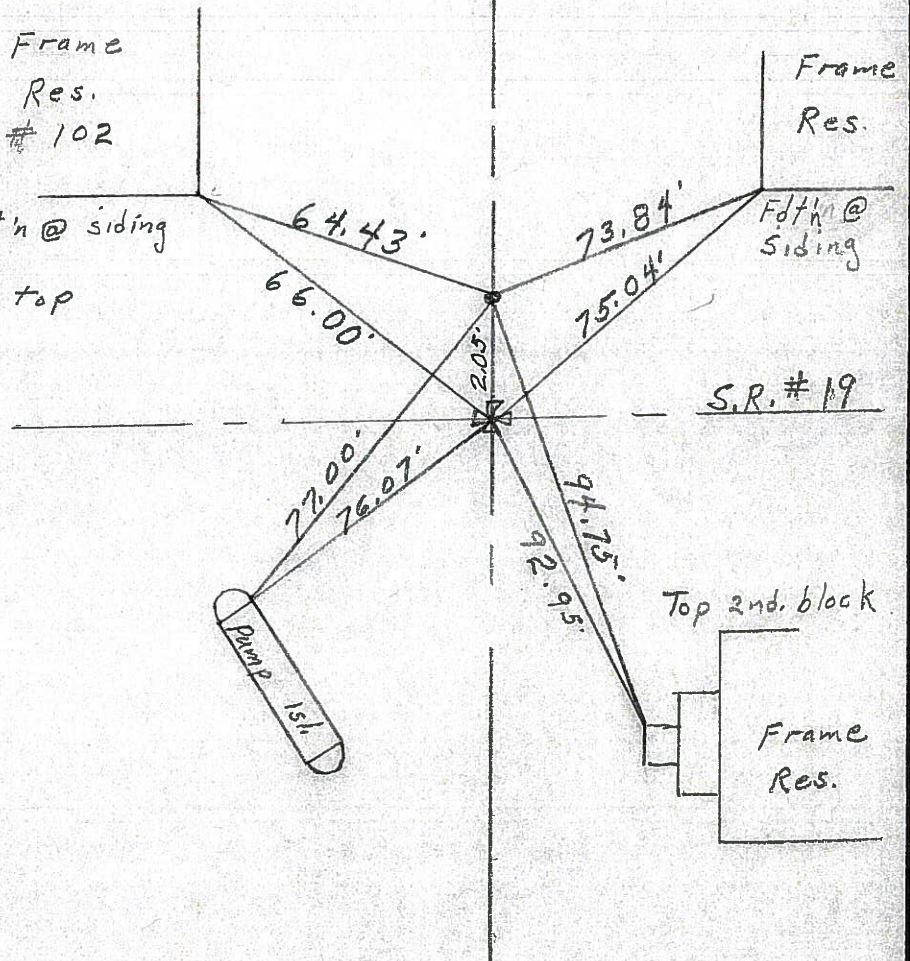 Frame
Res.
# 102
t'n @ siding
top
Frame
Res.
Fdt'n @
siding
64.43'
66.00'
73.84'
75.04'
2.05'
S.R. # 19
77.00'
76.07'
94.75'
92.95'
Pump Isl.
Top 2nd. block
Frame
Res.